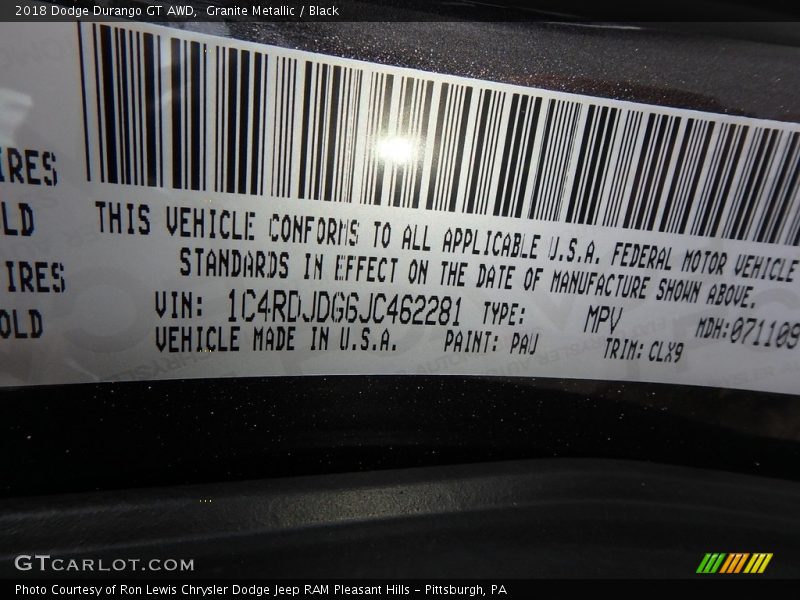 2018 Dodge Durango GT AWD,  Granite Metallic / Black
IRES
LD
IRES
OLD
THIS VEHICLE CONFORMS TO ALL APPLICABLE U.S.A. FEDERAL MOTOR VEHICLE
STANDARDS IN EFFECT ON THE DATE OF MANUFACTURE SHOWN ABOVE.
VIN: 1C4RDJDG6JC462281 TYPE: MPV MDH:071109
VEHICLE MADE IN U.S.A. PAINT: PAU TRIM: CLX9
GTCARLOT.COM
Photo Courtesy of Ron Lewis Chrysler Dodge Jeep RAM Pleasant Hills - Pittsburgh, PA